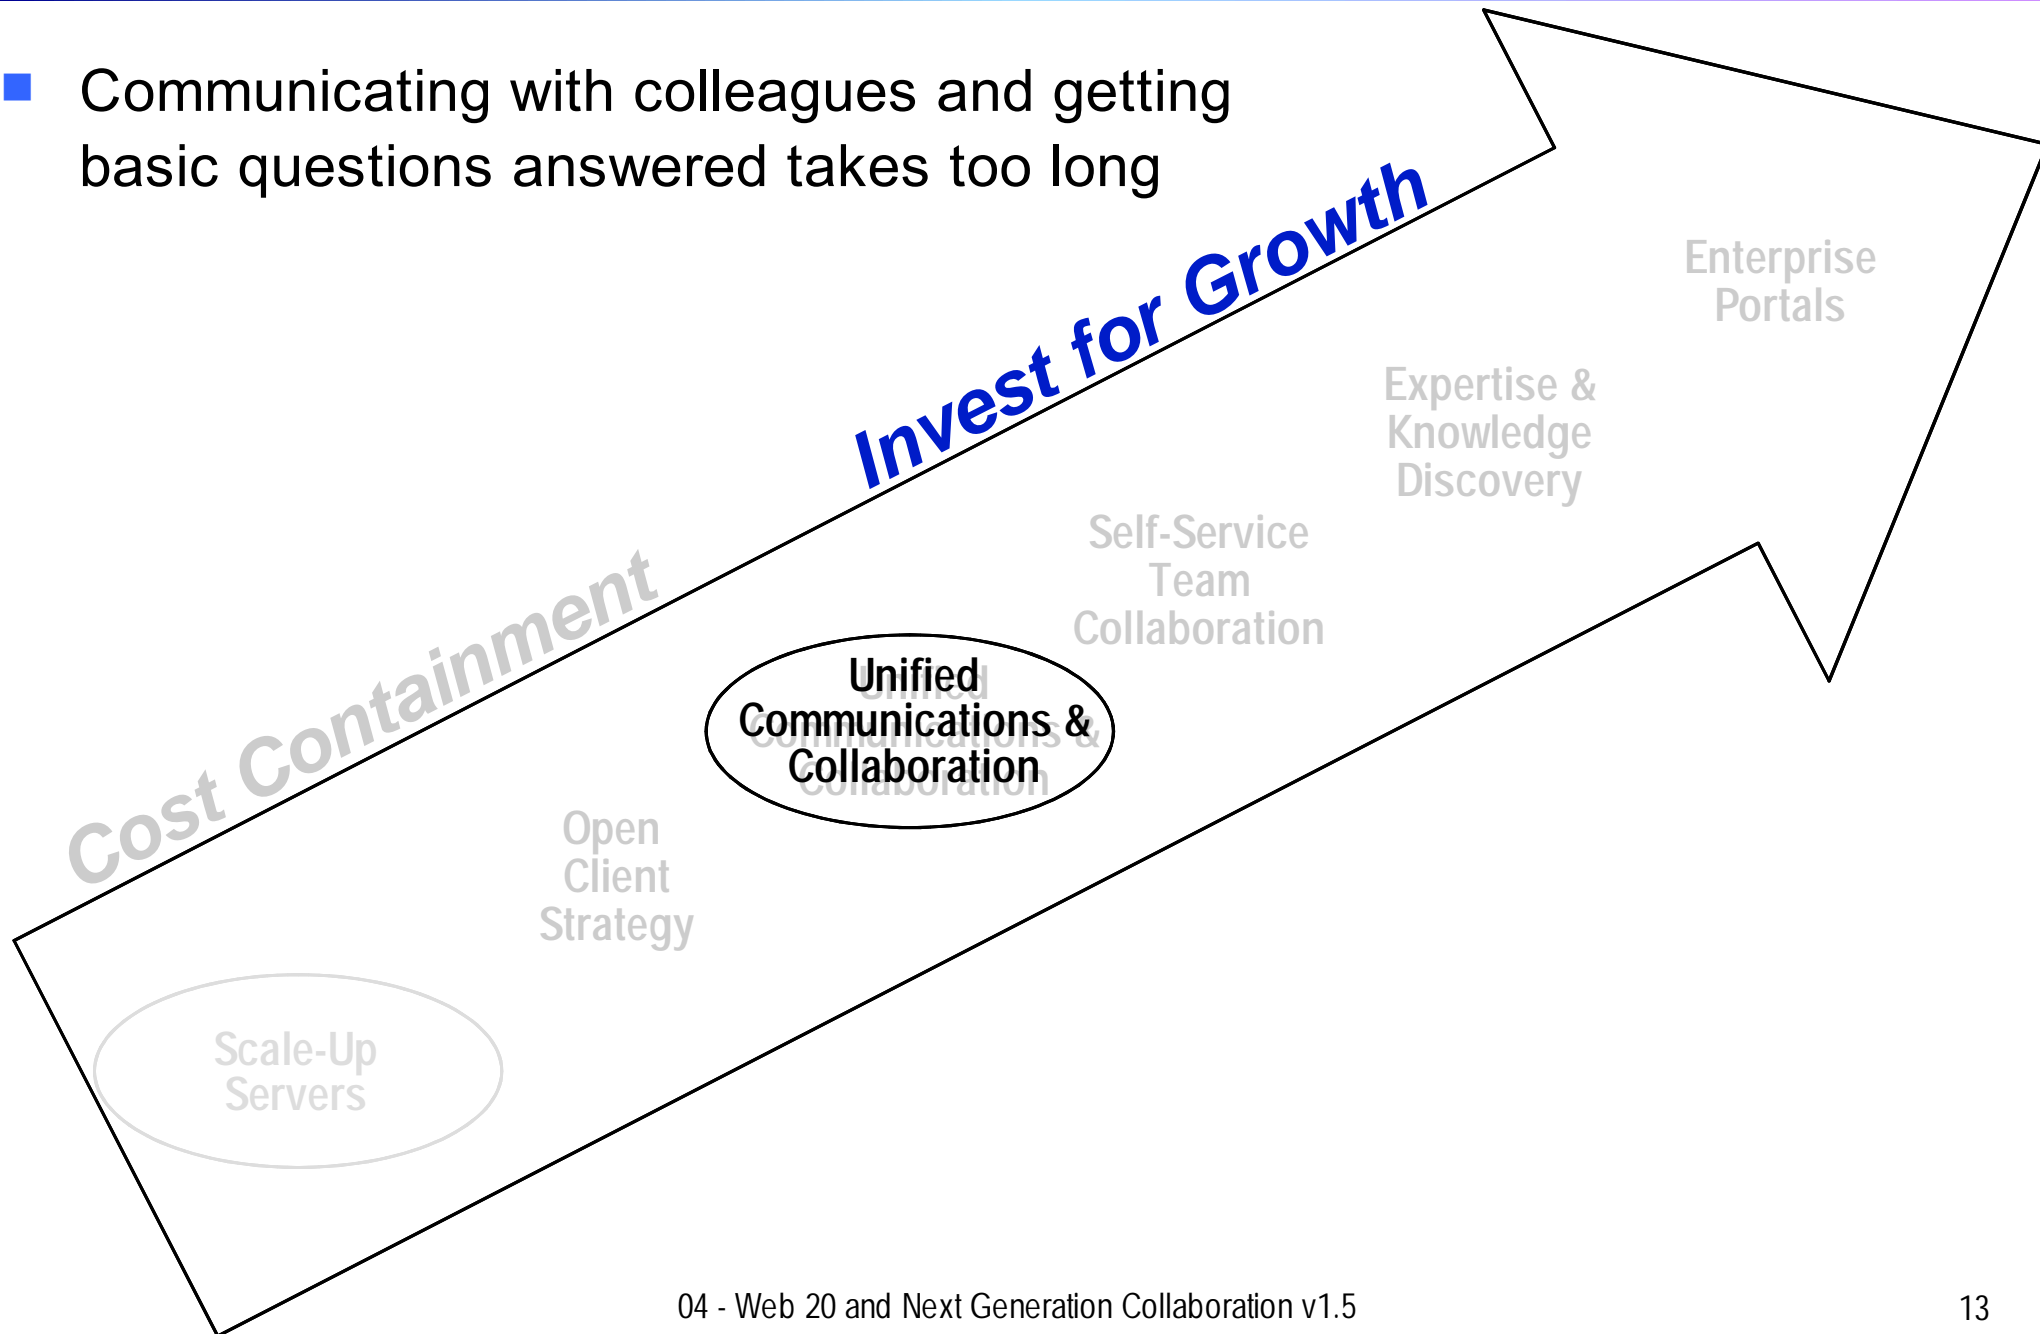 Communicating with colleagues and getting
basic questions answered takes too long
Invest for Growth
Cost Containment
Enterprise
Portals
Expertise &
Knowledge
Discovery
Self-Service
Team
Collaboration
Unified
Communications &
Collaboration
Open
Client
Strategy
Scale-Up
Servers
04 - Web 20 and Next Generation Collaboration v1.5
13